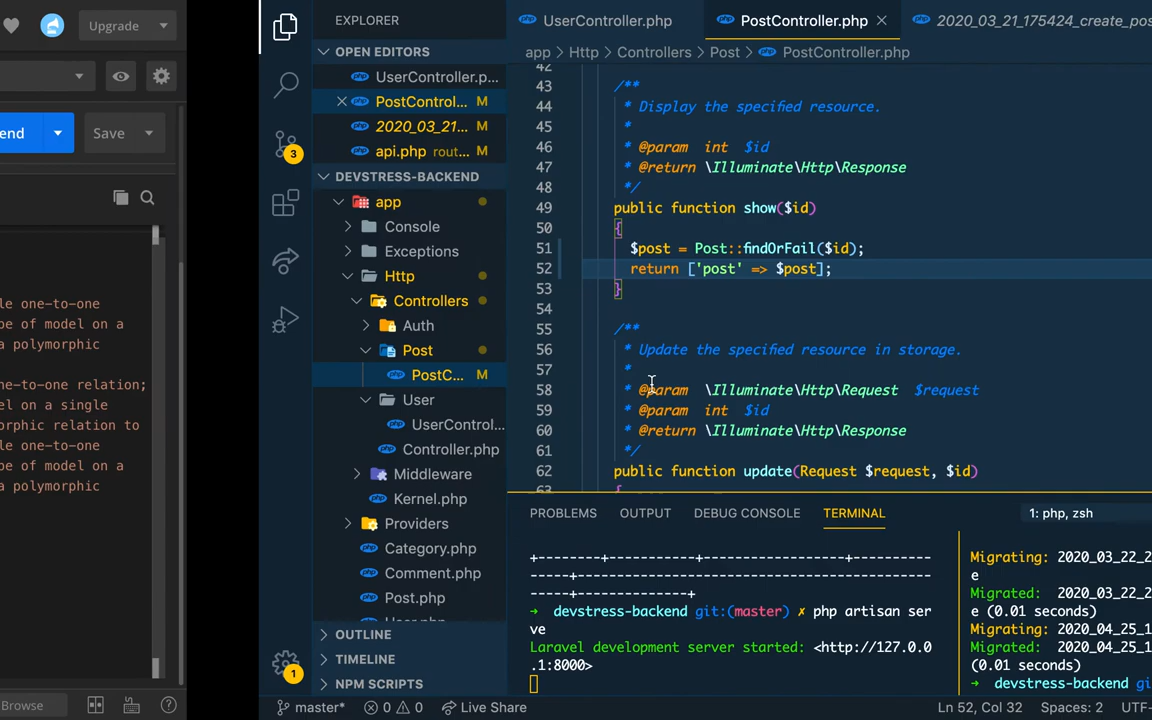 Upgrade
end
Save
le one-to-one
pe of model on a
a polymorphic
one-to-one relation;
el on a single
orphic relation to
le one-to-one
pe of model on a
a polymorphic
Browse
EXPLORER
OPEN EDITORS
UserController.p...
PostControl... M
2020_03_21... M
api.php rout... M
DEVSTRESS-BACKEND
app
Console
Exceptions
Http
Controllers
Auth
Post
PostC... M
User
UserControl...
Controller.php
Middleware
Kernel.php
Providers
Category.php
Comment.php
Post.php
OUTLINE
TIMELINE
NPM SCRIPTS
3
1
UserController.php
PostController.php
2020_03_21_175424_create_pos
app > Http > Controllers > Post > PostController.php
42
43 /**
44 * Display the specified resource.
45 *
46 * @param int $id
47 * @return \Illuminate\Http\Response
48 */
49 public function show($id)
50 {
51 $post = Post::findOrFail($id);
52 return ['post' => $post];
53 }
54
55 /**
56 * Update the specified resource in storage.
57 *
58 * @param \Illuminate\Http\Request $request
59 * @param int $id
60 * @return \Illuminate\Http\Response
61 */
62 public function update(Request $request, $id)
63 {
PROBLEMS OUTPUT DEBUG CONSOLE TERMINAL 1: php, zsh
+--------+-----------+-----------------+----------
-----+--------------------------------------------
-----+--------------+
→ devstress-backend git:(master) ✗ php artisan ser
ve
Laravel development server started: <http://127.0.0
.1:8000>
Migrating: 2020_03_22_2
e
Migrated: 2020_03_22_2
e (0.01 seconds)
Migrating: 2020_04_25_1
Migrated: 2020_04_25_1
(0.01 seconds)
→ devstress-backend gi
master* 0 0 Live Share Ln 52, Col 32 Spaces: 2 UTF-